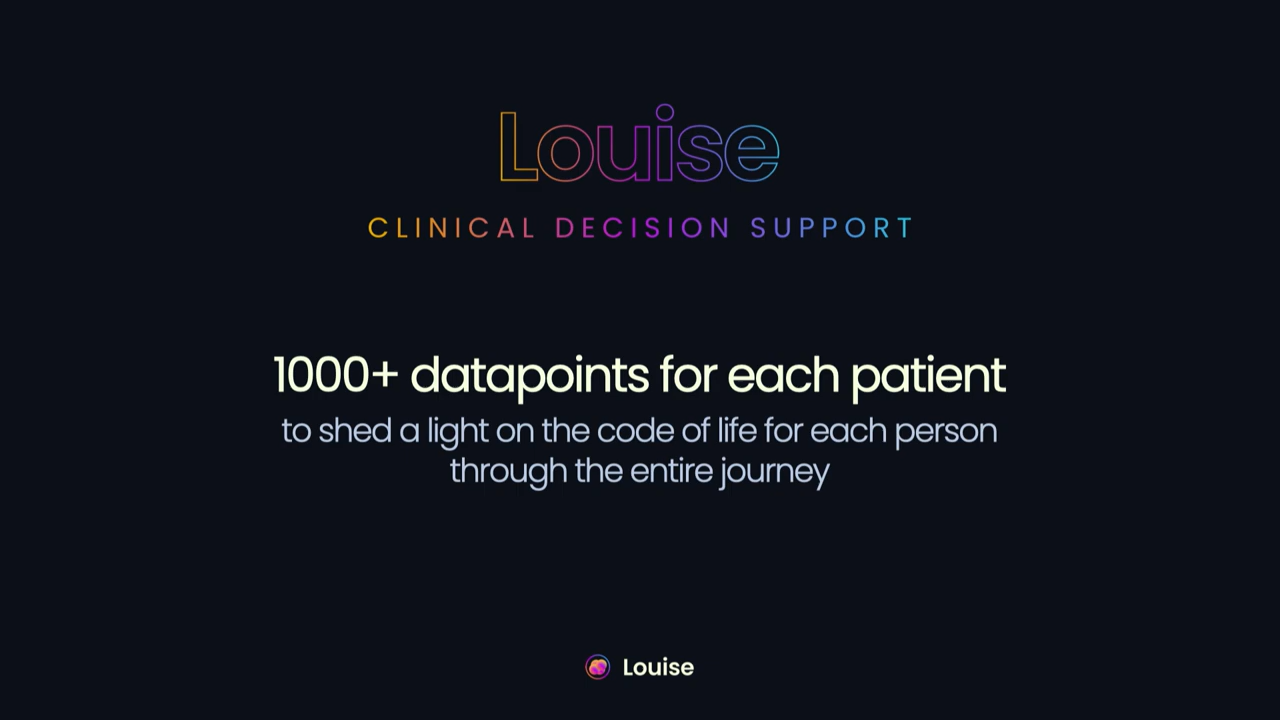 Louise
CLINICAL DECISION SUPPORT
1000+ datapoints for each patient
to shed a light on the code of life for each person
through the entire journey
Louise